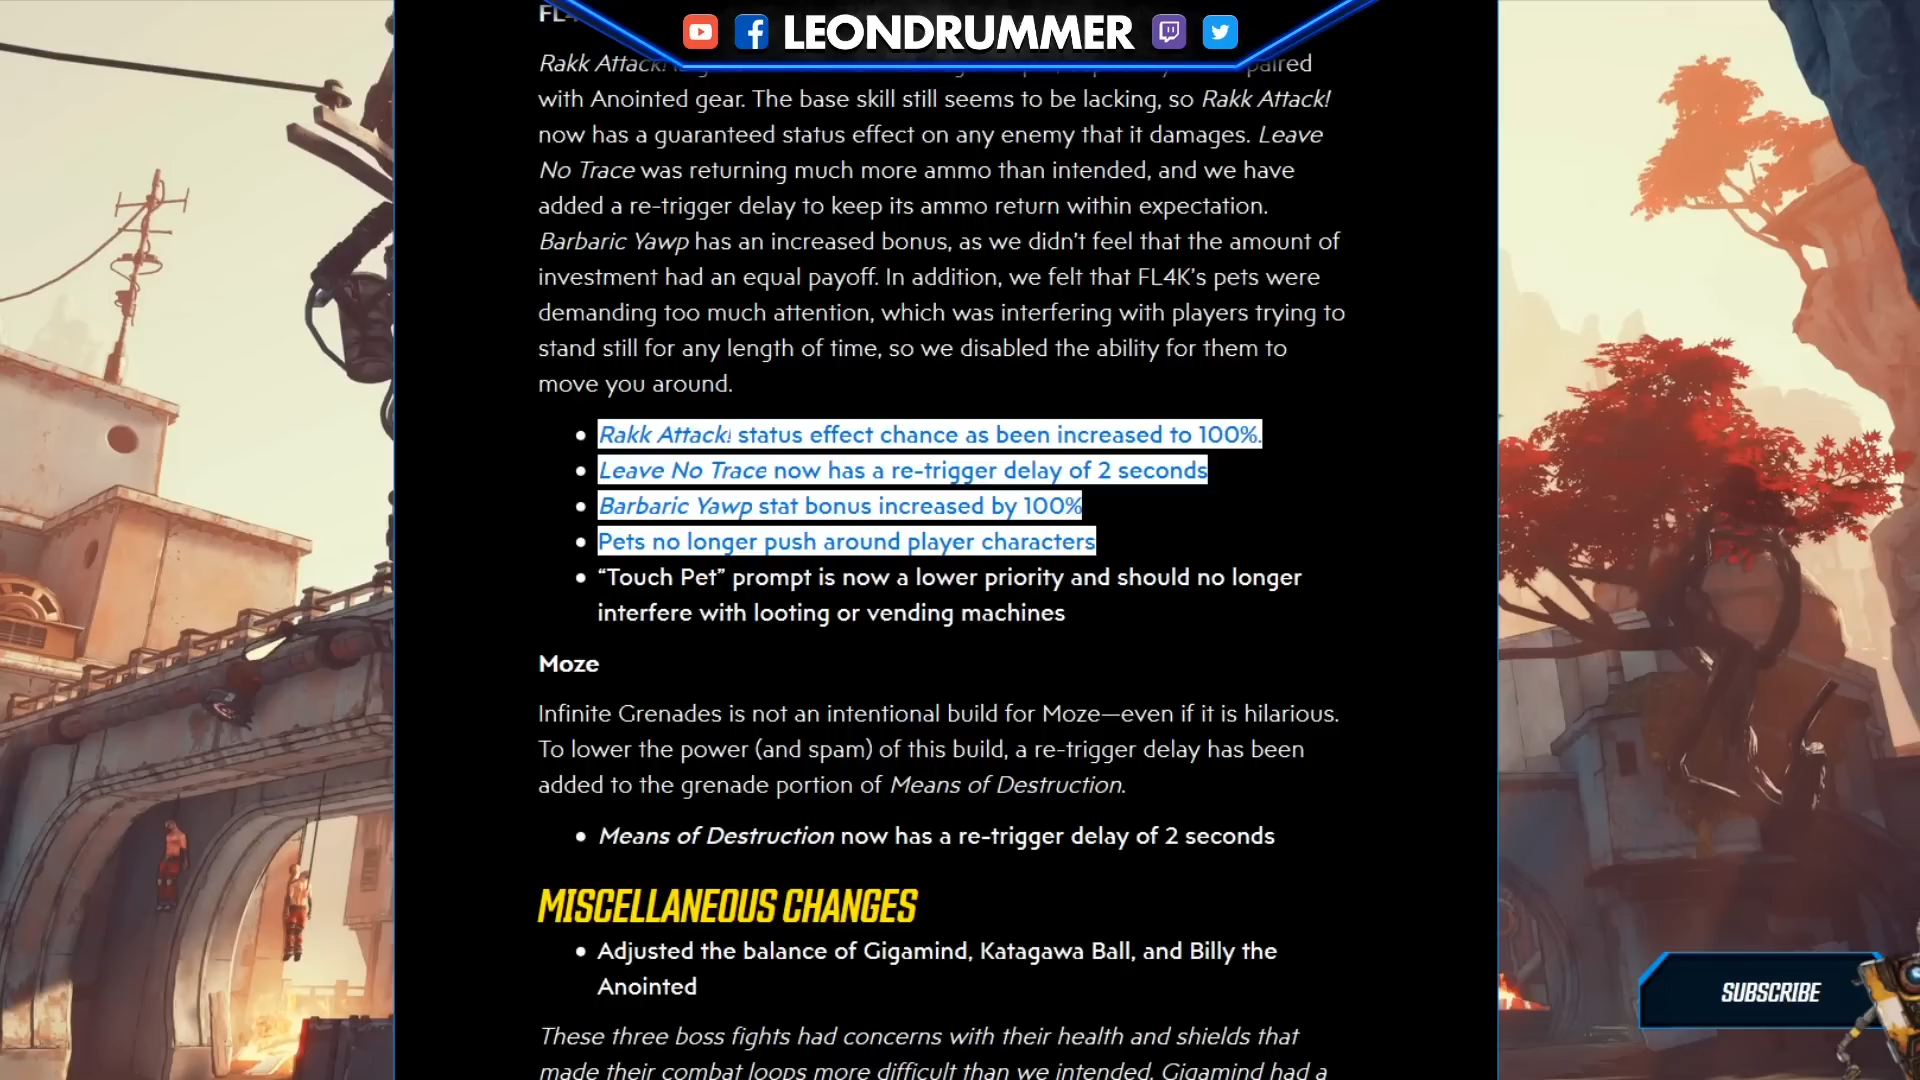 LEONDRUMMER
Rakk Attack! paired
with Anointed gear. The base skill still seems to be lacking, so Rakk Attack!
now has a guaranteed status effect on any enemy that it damages. Leave
No Trace was returning much more ammo than intended, and we have
added a re-trigger delay to keep its ammo return within expectation.
Barbaric Yawp has an increased bonus, as we didn't feel that the amount of
investment had an equal payoff. In addition, we felt that FL4K's pets were
demanding too much attention, which was interfering with players trying to
stand still for any length of time, so we disabled the ability for them to
move you around.
• Rakk Attack! status effect chance as been increased to 100%.
• Leave No Trace now has a re-trigger delay of 2 seconds
• Barbaric Yawp stat bonus increased by 100%
• Pets no longer push around player characters
• “Touch Pet” prompt is now a lower priority and should no longer
interfere with looting or vending machines
Moze
Infinite Grenades is not an intentional build for Moze—even if it is hilarious.
To lower the power (and spam) of this build, a re-trigger delay has been
added to the grenade portion of Means of Destruction.
• Means of Destruction now has a re-trigger delay of 2 seconds
MISCELLANEOUS CHANGES
• Adjusted the balance of Gigamind, Katagawa Ball, and Billy the
Anointed
These three boss fights had concerns with their health and shields that
made their combat loops more difficult than we intended. Gigamind had a
SUBSCRIBE